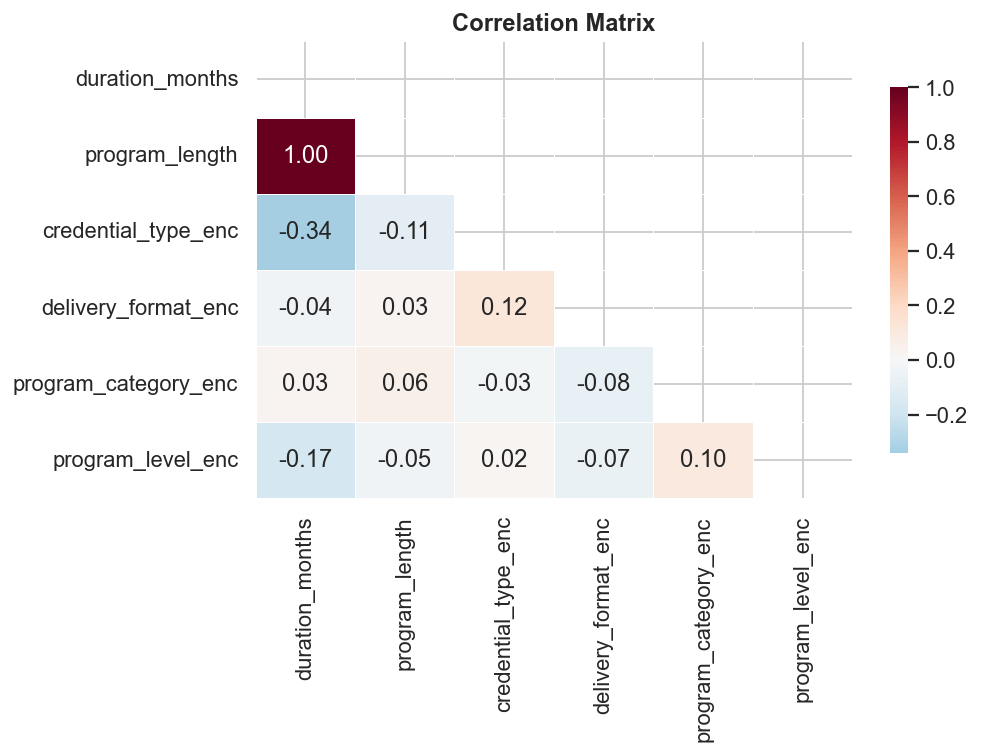 Correlation Matrix
duration_months
program_length
1.00
credential_type_enc
-0.34 -0.11
delivery_format_enc
-0.04 0.03 0.12
program_category_enc
0.03 0.06 -0.03 -0.08
program_level_enc
-0.17 -0.05 0.02 -0.07 0.10
duration_months
program_length
credential_type_enc
delivery_format_enc
program_category_enc
program_level_enc
1.0
0.8
0.6
0.4
0.2
0.0
−0.2